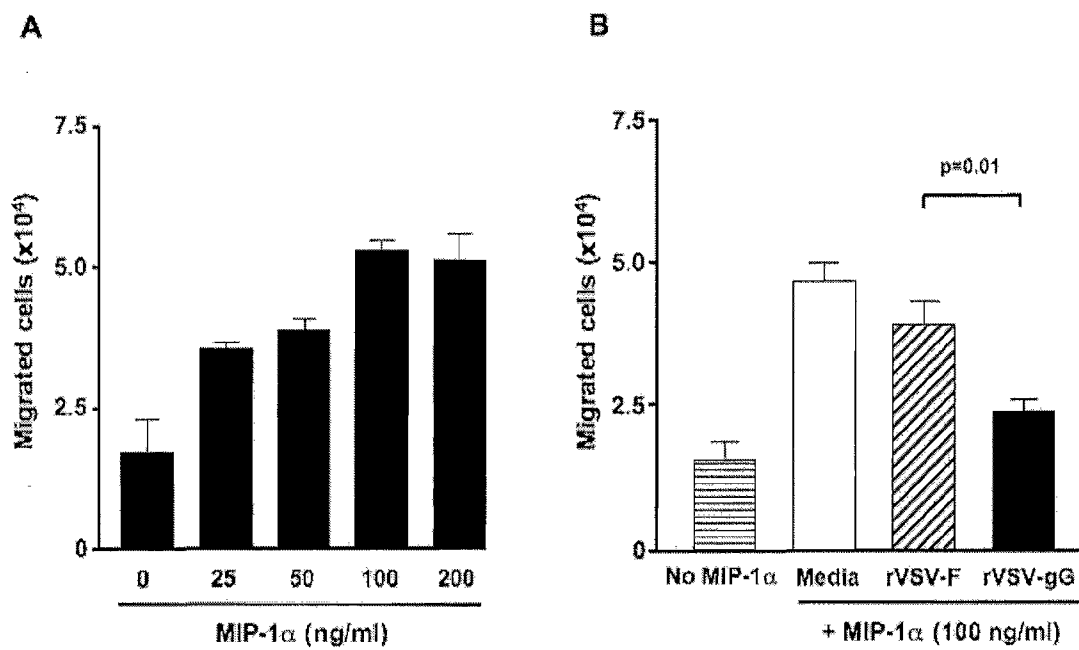 A
B
7.5
5.0
2.5
0
Migrated cells (x10⁴)
0 25 50 100 200
MIP-1α (ng/ml)
7.5
5.0
2.5
0
Migrated cells (x10⁴)
p=0.01
No MIP-1α Media rVSV-F rVSV-gG
+ MIP-1α (100 ng/ml)